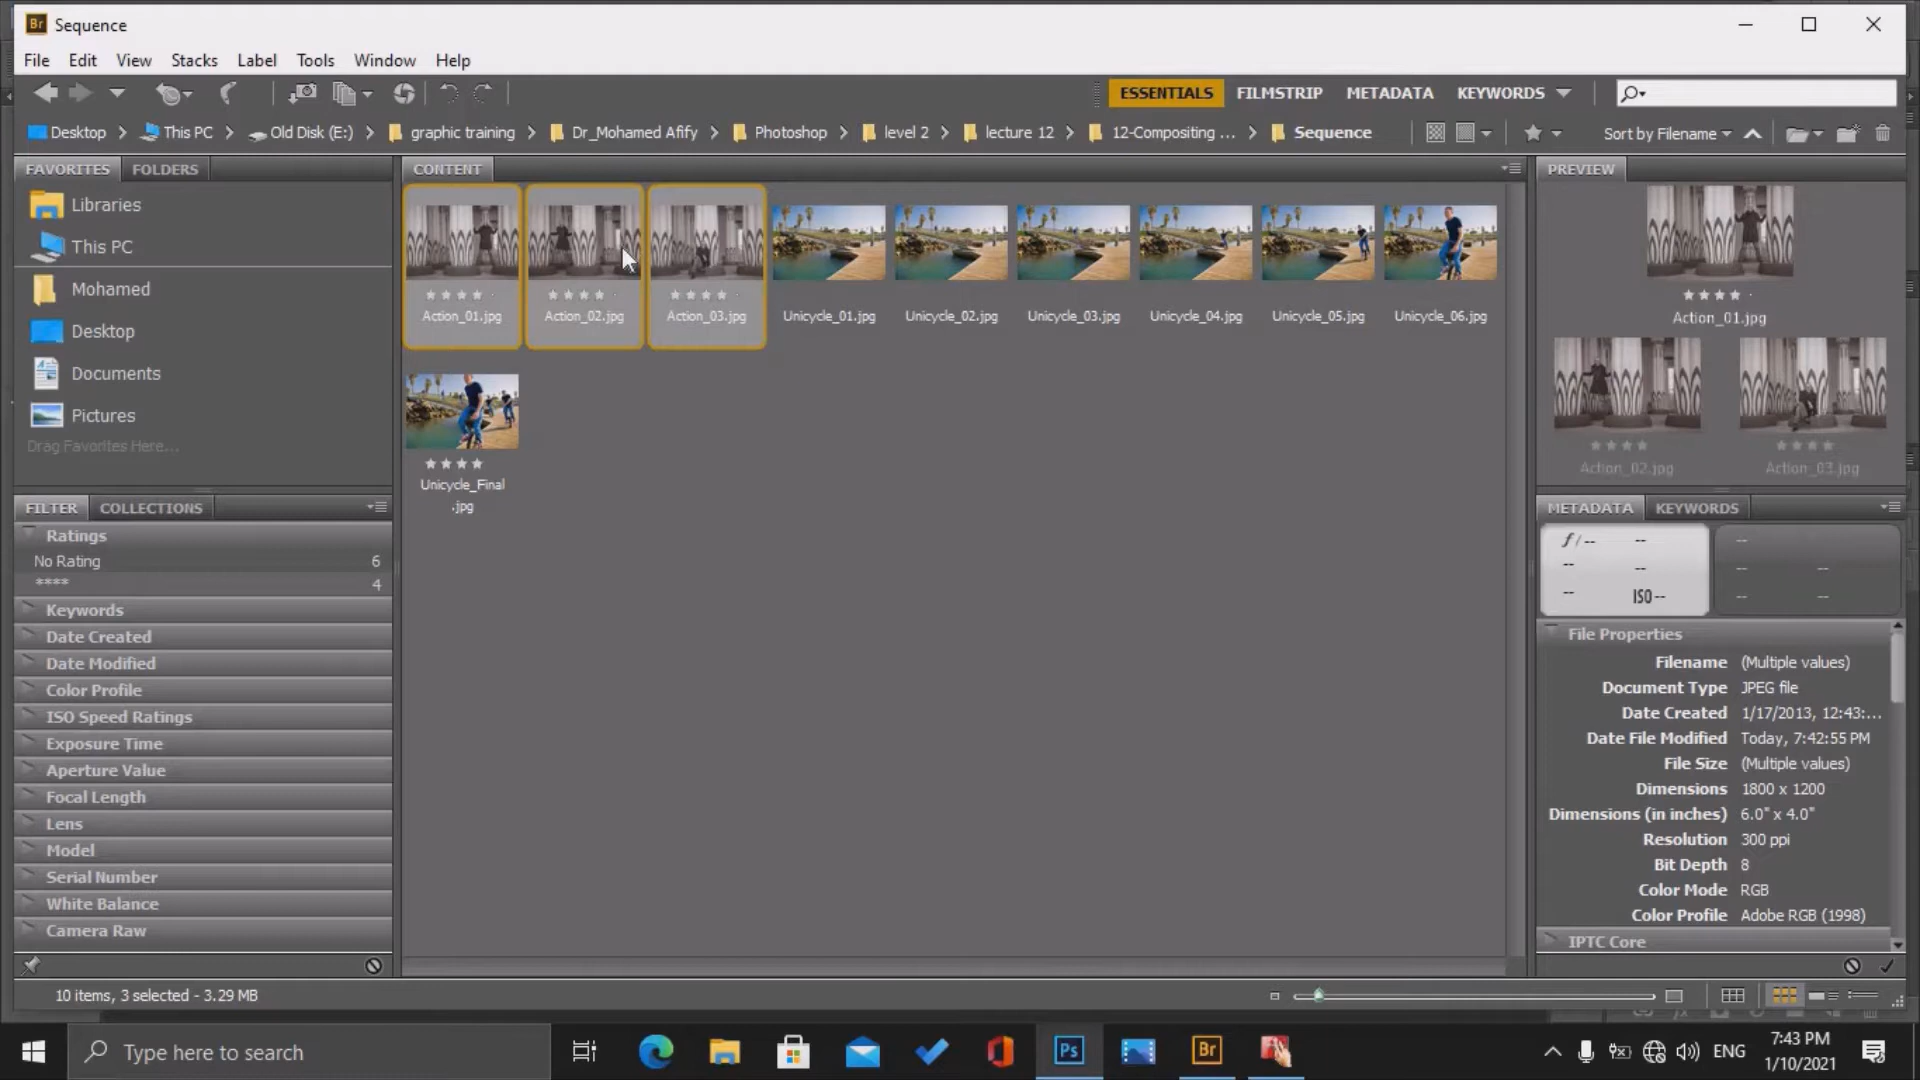 Br Sequence
File Edit View Stacks Label Tools Window Help
ESSENTIALS FILMSTRIP METADATA KEYWORDS
Desktop This PC Old Disk (E:) graphic training Dr_Mohamed Afify Photoshop level 2 lecture 12 12-Compositing ... Sequence Sort by Filename
FAVORITES FOLDERS
Libraries
This PC
Mohamed
Desktop
Documents
Pictures
Drag Favorites Here...
CONTENT
Action_01.jpg Action_02.jpg Action_03.jpg Unicycle_01.jpg Unicycle_02.jpg Unicycle_03.jpg Unicycle_04.jpg Unicycle_05.jpg Unicycle_06.jpg
Unicycle_Final
.jpg
PREVIEW
Action_01.jpg
Action_02.jpg Action_03.jpg
FILTER COLLECTIONS
Ratings
No Rating 6
**** 4
Keywords
Date Created
Date Modified
Color Profile
ISO Speed Ratings
Exposure Time
Aperture Value
Focal Length
Lens
Model
Serial Number
White Balance
Camera Raw
METADATA KEYWORDS
f/-- -- --
-- -- -- --
-- ISO-- -- --
File Properties
Filename (Multiple values)
Document Type JPEG file
Date Created 1/17/2013, 12:43:...
Date File Modified Today, 7:42:55 PM
File Size (Multiple values)
Dimensions 1800 x 1200
Dimensions (in inches) 6.0" x 4.0"
Resolution 300 ppi
Bit Depth 8
Color Mode RGB
Color Profile Adobe RGB (1998)
IPTC Core
10 items, 3 selected - 3.29 MB
Type here to search
Ps Br
ENG
7:43 PM
1/10/2021